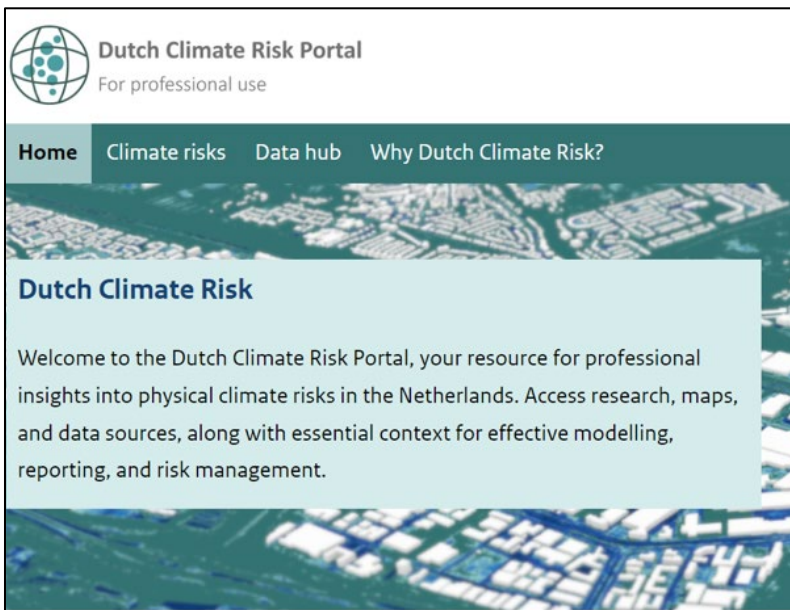 Dutch Climate Risk Portal
For professional use
Home Climate risks Data hub Why Dutch Climate Risk?
Dutch Climate Risk
Welcome to the Dutch Climate Risk Portal, your resource for professional
insights into physical climate risks in the Netherlands. Access research, maps,
and data sources, along with essential context for effective modelling,
reporting, and risk management.